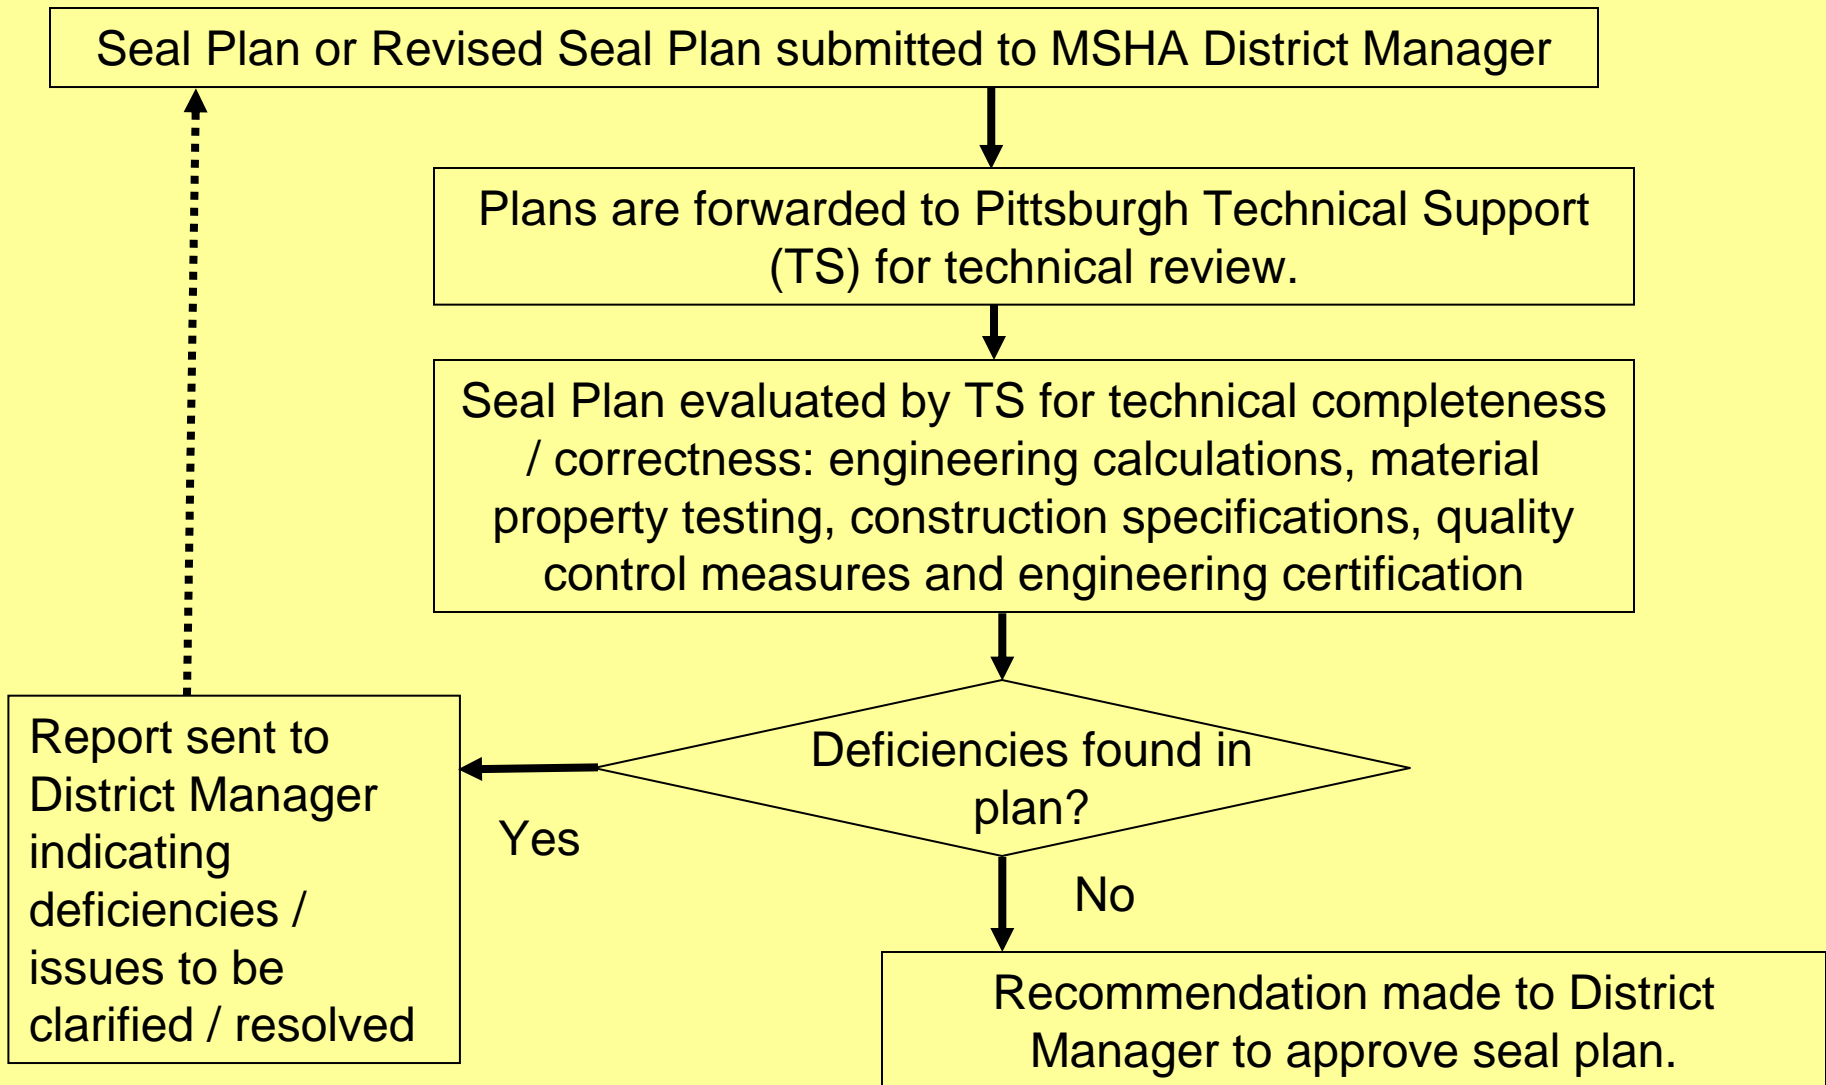 Seal Plan or Revised Seal Plan submitted to MSHA District Manager
Plans are forwarded to Pittsburgh Technical Support
(TS) for technical review.
Seal Plan evaluated by TS for technical completeness
/ correctness: engineering calculations, material
property testing, construction specifications, quality
control measures and engineering certification
Deficiencies found in
plan?
Yes
Report sent to
District Manager
indicating
deficiencies /
issues to be
clarified / resolved
No
Recommendation made to District
Manager to approve seal plan.